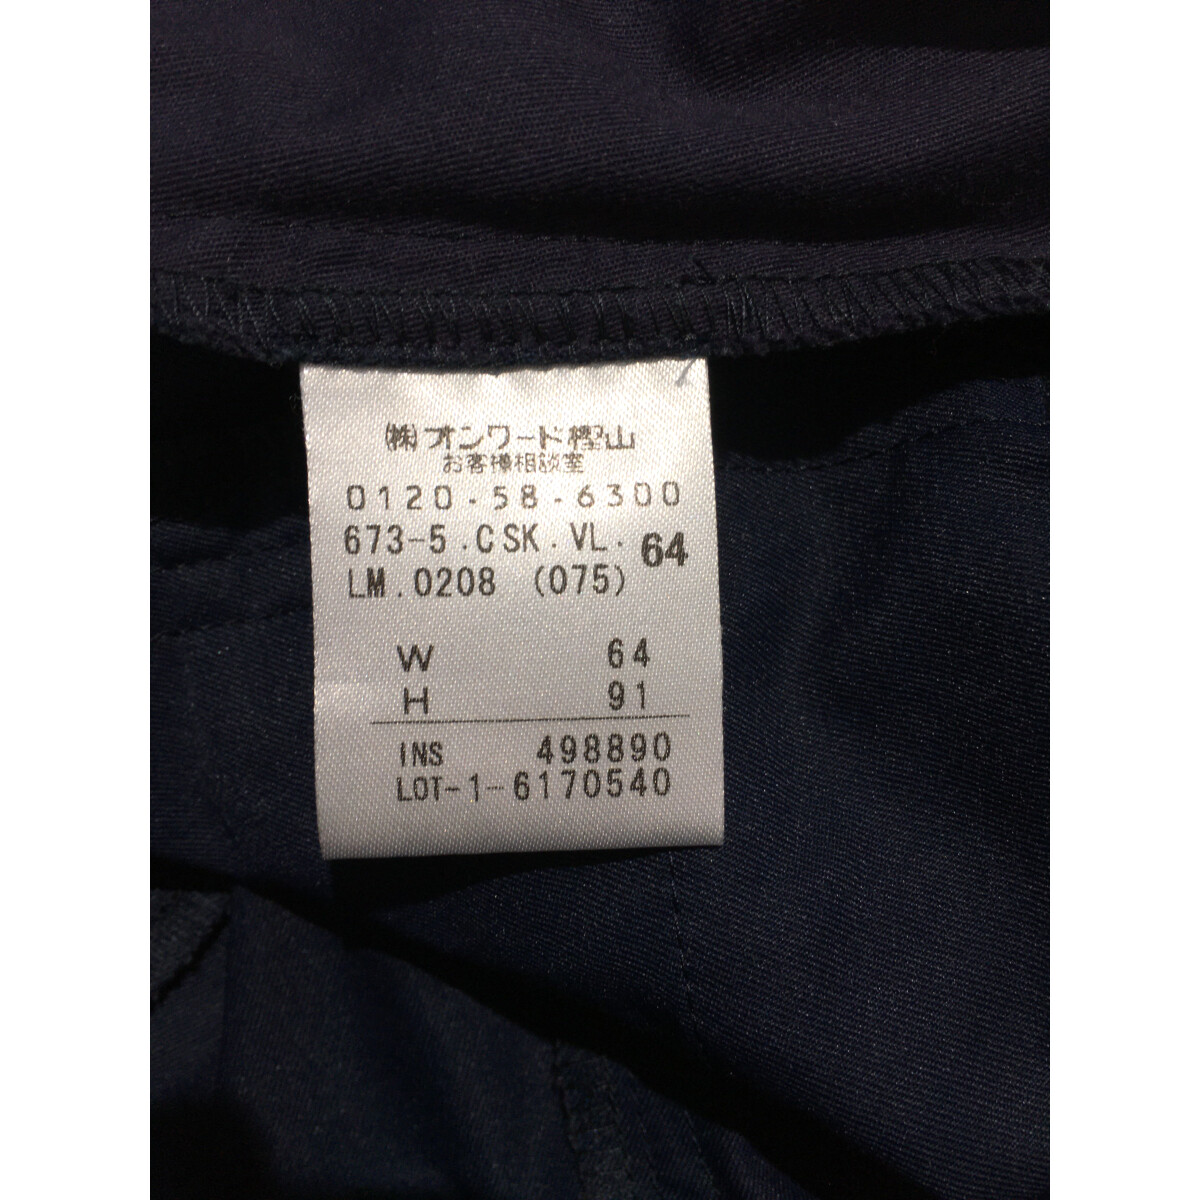 (株)オンワード樫山
お客様相談室
0120-58-6300
673-5.CSK.VL. 64
LM.0208 (075)
W 64
H 91
INS 498890
LOT-1-6170540